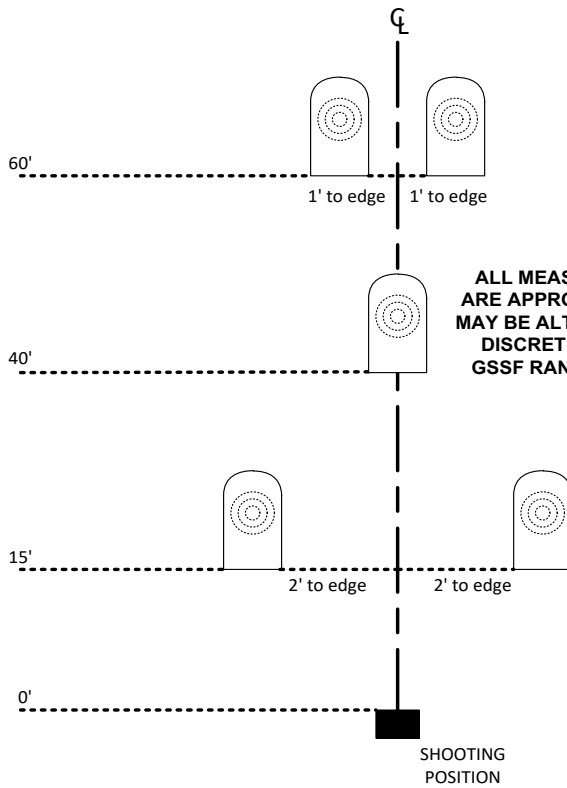 ℄
60'
1' to edge 1' to edge
ALL MEAS
ARE APPRO
MAY BE ALT
DISCRET
40'
GSSF RAN
15'
2' to edge 2' to edge
0'
SHOOTING
POSITION